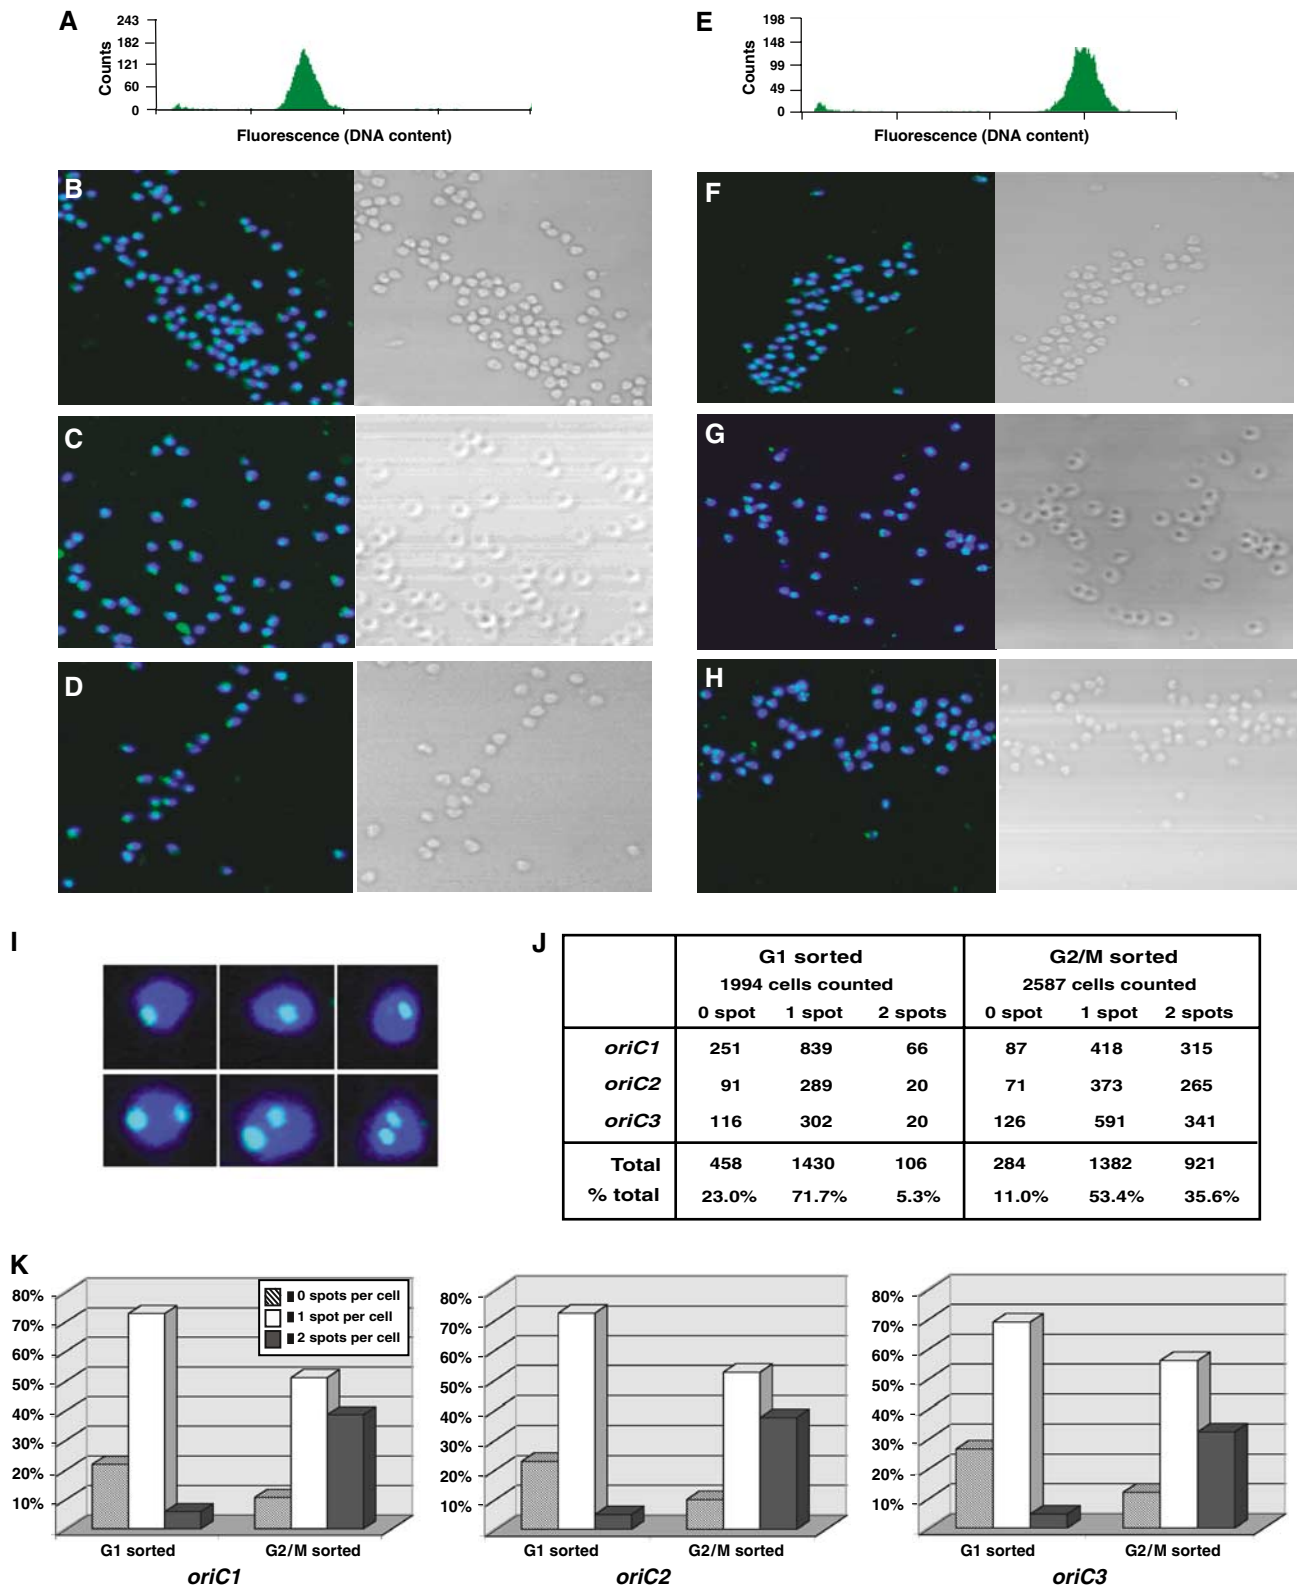 A
243
182
121
60
0
Counts
Fluorescence (DNA content)
E
198
148
99
49
0
Counts
Fluorescence (DNA content)
B
C
D
F
G
H
I
J
G1 sorted
G2/M sorted
1994 cells counted
2587 cells counted
0 spot 1 spot 2 spots 0 spot 1 spot 2 spots
oriC1 251 839 66 87 418 315
oriC2 91 289 20 71 373 265
oriC3 116 302 20 126 591 341
Total 458 1430 106 284 1382 921
% total 23.0% 71.7% 5.3% 11.0% 53.4% 35.6%
K
80%
70%
60%
50%
40%
30%
20%
10%
0 spots per cell
1 spot per cell
2 spots per cell
G1 sorted G2/M sorted
oriC1
80%
70%
60%
50%
40%
30%
20%
10%
G1 sorted G2/M sorted
oriC2
80%
70%
60%
50%
40%
30%
20%
10%
G1 sorted G2/M sorted
oriC3